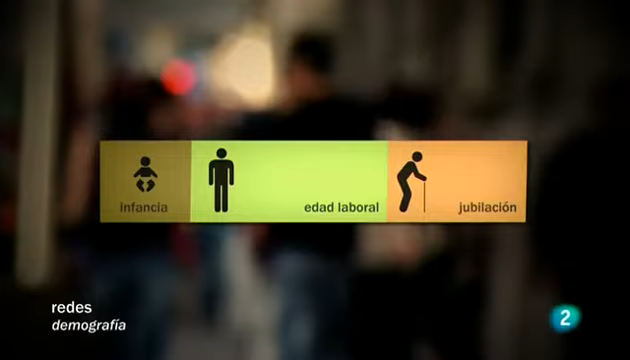 infancia
edad laboral
jubilación
redes
demografía
2